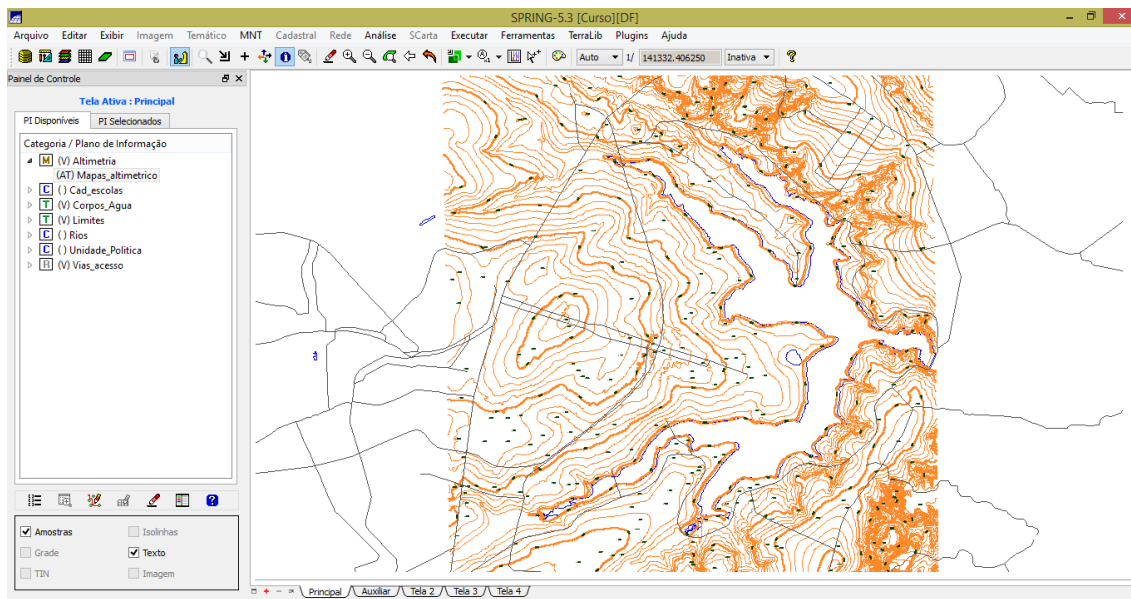 SPRING-5.3 [Curso][DF]
Arquivo Editar Exibir Imagem Temático MNT Cadastral Rede Análise SCarta Executar Ferramentas TerraLib Plugins Ajuda
Auto 1/ 141332.406250 Inativa
Painel de Controle
Tela Ativa : Principal
PI Disponíveis PI Selecionados
Categoria / Plano de Informação
M (V) Altimetria
(AT) Mapas_altimetrico
C ( ) Cad_escolas
T (V) Corpos_Agua
T (V) Limites
C ( ) Rios
C ( ) Unidade_Politica
R (V) Vias_acesso
Amostras Isolinhas
Grade Texto
TIN Imagem
Principal Auxiliar Tela 2 Tela 3 Tela 4